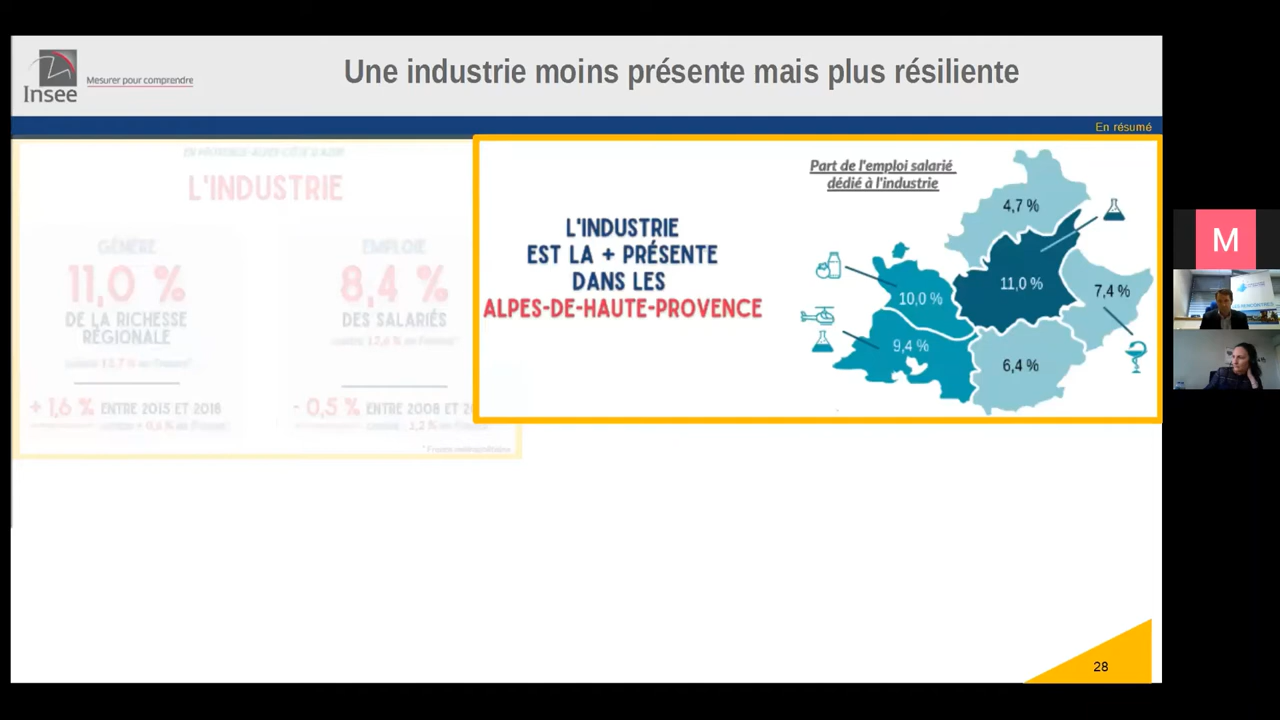 Insee
Mesurer pour comprendre
Une industrie moins présente mais plus résiliente
En résumé
EN PROVENCE-ALPES-CÔTE D'AZUR
L'INDUSTRIE
GÉNÈRE
11,0 %
DE LA RICHESSE
RÉGIONALE
+ 1,6 % ENTRE 2013 ET 2018
EMPLOIE
8,4 %
DES SALARIÉS
- 0,5 % ENTRE 2008 ET
L'INDUSTRIE
EST LA + PRÉSENTE
DANS LES
ALPES-DE-HAUTE-PROVENCE
Part de l'emploi salarié
dédié à l'industrie
4,7 %
11,0 %
7,4 %
10,0 %
9,4 %
6,4 %
28
M